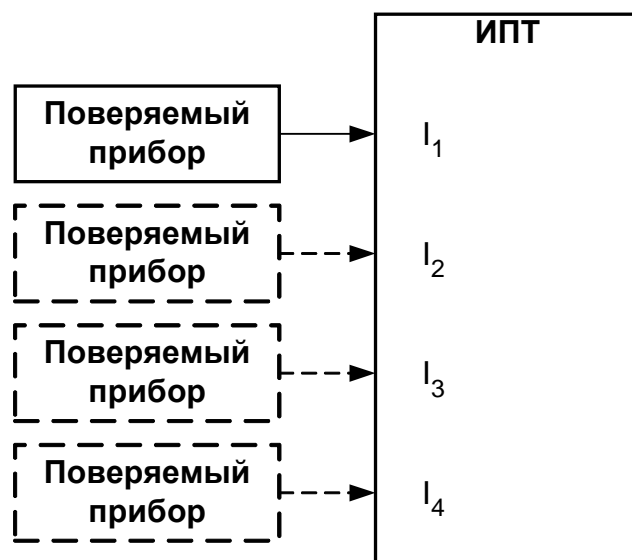 ИПТ
Поверяемый
прибор
I₁
Поверяемый
прибор
I₂
Поверяемый
прибор
I₃
Поверяемый
прибор
I₄